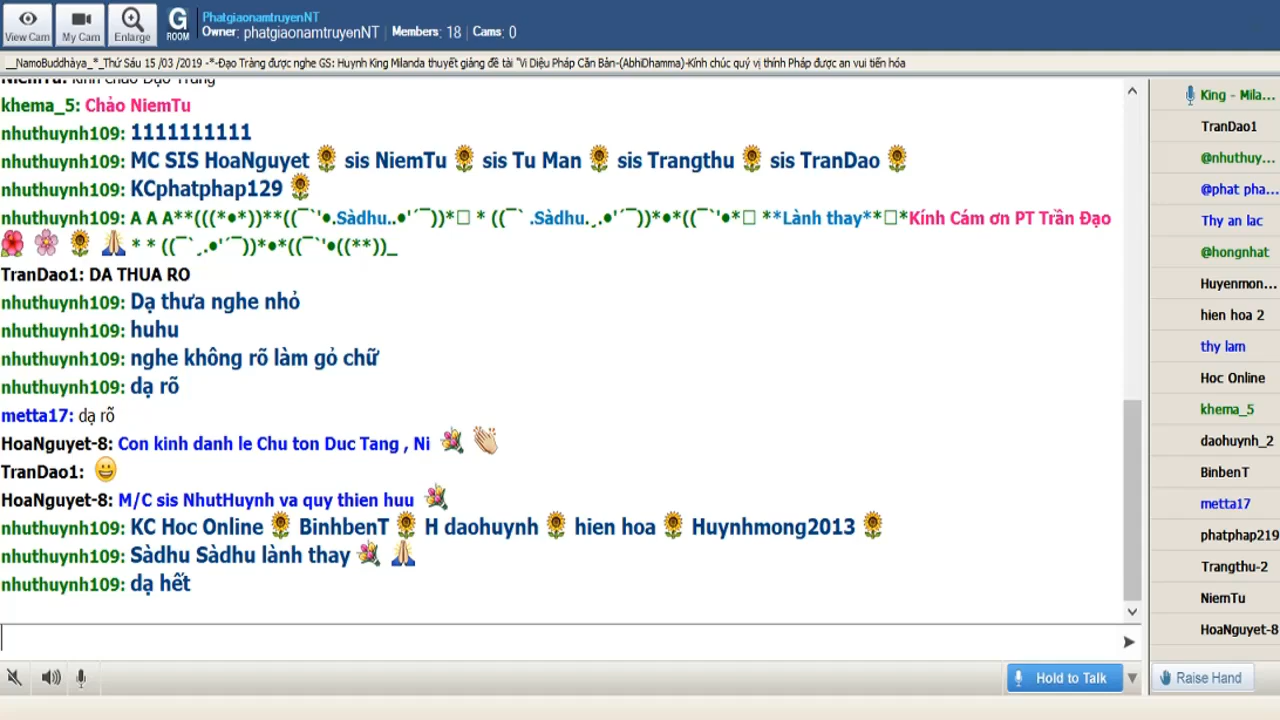 View Cam
My Cam
Enlarge
G
ROOM
PhatgiaonamtruyenNT
Owner: phatgiaonamtruyenNT | Members: 18 | Cams: 0
__NamoBuddhàya_*_Thứ Sáu 15 /03 /2019 -*-Đạo Tràng được nghe GS: Huynh King Milanda thuyết giảng đề tài "Vi Diệu Pháp Căn Bản-(AbhiDhamma)-Kính chúc quý vị thính Pháp được an vui tiến hóa
NiemTu: kinh chao Dao Trang
khema_5: Chảo NiemTu
nhuthuynh109: 1111111111
nhuthuynh109: MC SIS HoaNguyet sis NiemTu sis Tu Man sis Trangthu sis TranDao
nhuthuynh109: KCphatphap129
nhuthuynh109: A A A**(((*●*))**((¯`'●.Sàdhu..●'´¯))*□ * ((¯` .Sàdhu.¸.●'´¯))*●*((¯`'●*□ **Lành thay**□*Kính Cám ơn PT Trần Đạo
* * ((¯`¸.●'´¯))*●*((¯`'●((**))_
TranDao1: DA THUA RO
nhuthuynh109: Dạ thưa nghe nhỏ
nhuthuynh109: huhu
nhuthuynh109: nghe không rõ làm gỏ chữ
nhuthuynh109: dạ rõ
metta17: dạ rõ
HoaNguyet-8: Con kinh danh le Chu ton Duc Tang , Ni
TranDao1:
HoaNguyet-8: M/C sis NhutHuynh va quy thien huu
nhuthuynh109: KC Hoc Online BinhbenT H daohuynh hien hoa Huynhmong2013
nhuthuynh109: Sàdhu Sàdhu lành thay
nhuthuynh109: dạ hết
Hold to Talk
King - Mila...
TranDao1
@nhuthuy...
@phat pha...
Thy an lac
@hongnhat
Huyenmon...
hien hoa 2
thy lam
Hoc Online
khema_5
daohuynh_2
BinbenT
metta17
phatphap219
Trangthu-2
NiemTu
HoaNguyet-8
Raise Hand